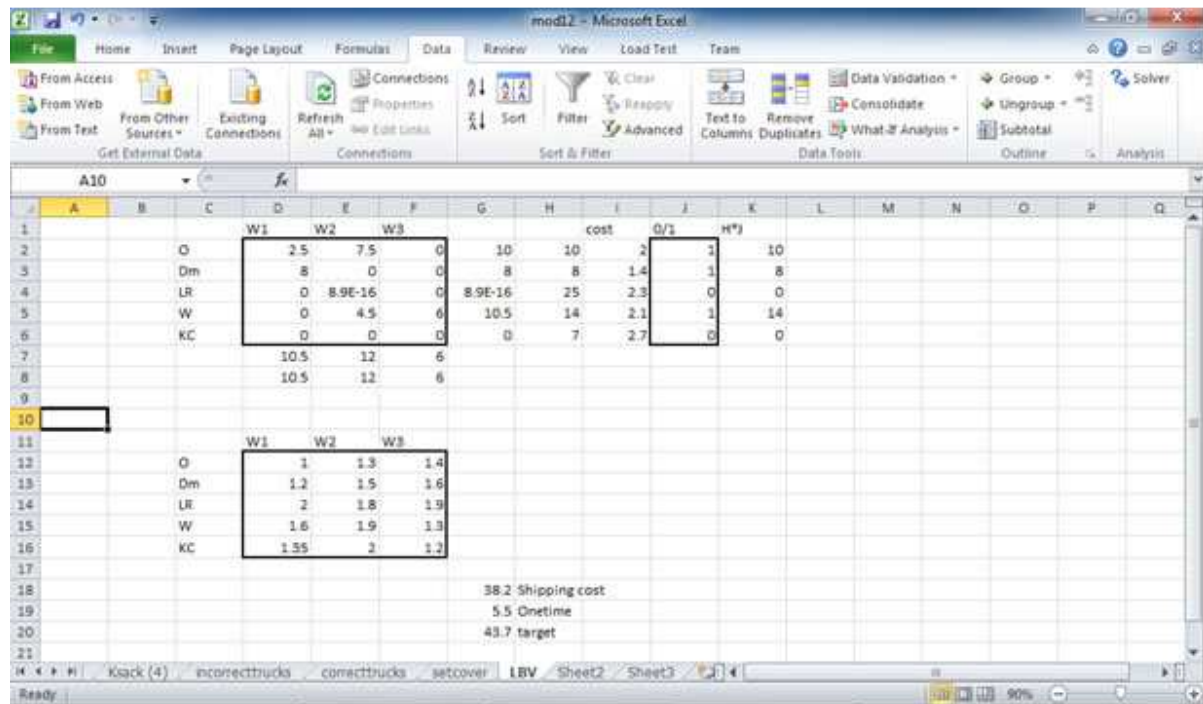 mod12 - Microsoft Excel
File Home Insert Page Layout Formulas Data Review View Load Test Team
From Access
From Web
From Text
From Other Sources
Existing Connections
Get External Data
Refresh All
Connections
Properties
Edit Links
Connections
Sort
Filter
Clear
Reapply
Advanced
Sort & Filter
Text to Columns
Remove Duplicates
Data Validation
Consolidate
What-If Analysis
Data Tools
Group
Ungroup
Subtotal
Outline
Solver
Analysis
A10 fx
A B C D E F G H I J K L M N O P Q
1 W1 W2 W3 cost 0/1 H*J
2 O 2.5 7.5 0 10 10 2 1 10
3 Dm 8 0 0 8 8 1.4 1 8
4 LR 0 8.9E-16 0 8.9E-16 25 2.3 0 0
5 W 0 4.5 6 10.5 14 2.1 1 14
6 KC 0 0 0 0 7 2.7 0 0
7 10.5 12 6
8 10.5 12 6
9
10
11 W1 W2 W3
12 O 1 1.3 1.4
13 Dm 1.2 1.5 1.6
14 LR 2 1.8 1.9
15 W 1.6 1.9 1.3
16 KC 1.55 2 1.2
17
18 38.2 Shipping cost
19 5.5 Onetime
20 43.7 target
21
Ksack (4) incorrecttrucks correcttrucks setcover LBV Sheet2 Sheet3
Ready 90%